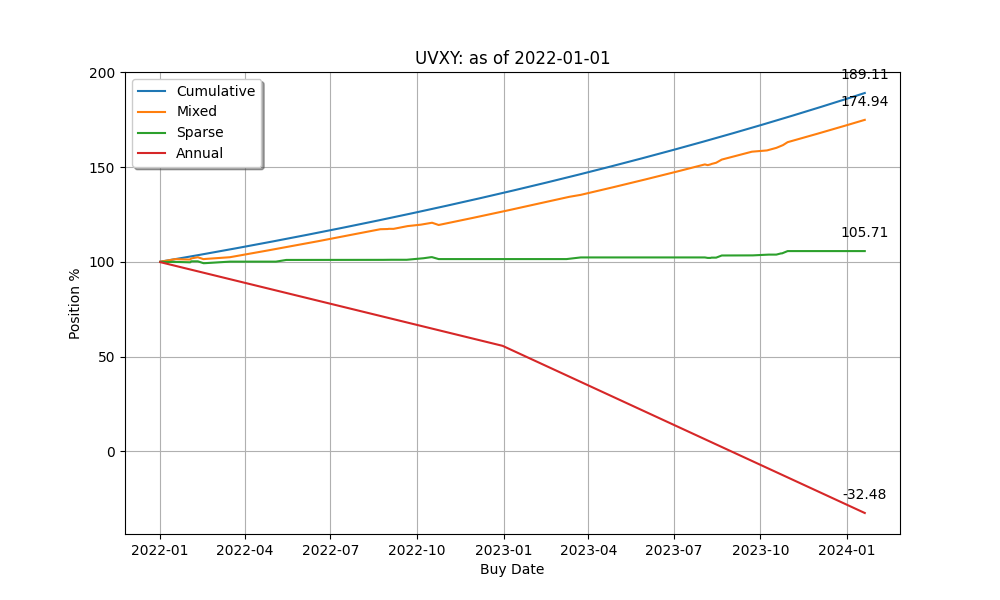 UVXY: as of 2022-01-01
Cumulative
Mixed
Sparse
Annual
189.11
174.94
105.71
-32.48
200
150
100
50
0
Position %
2022-01 2022-04 2022-07 2022-10 2023-01 2023-04 2023-07 2023-10 2024-01
Buy Date